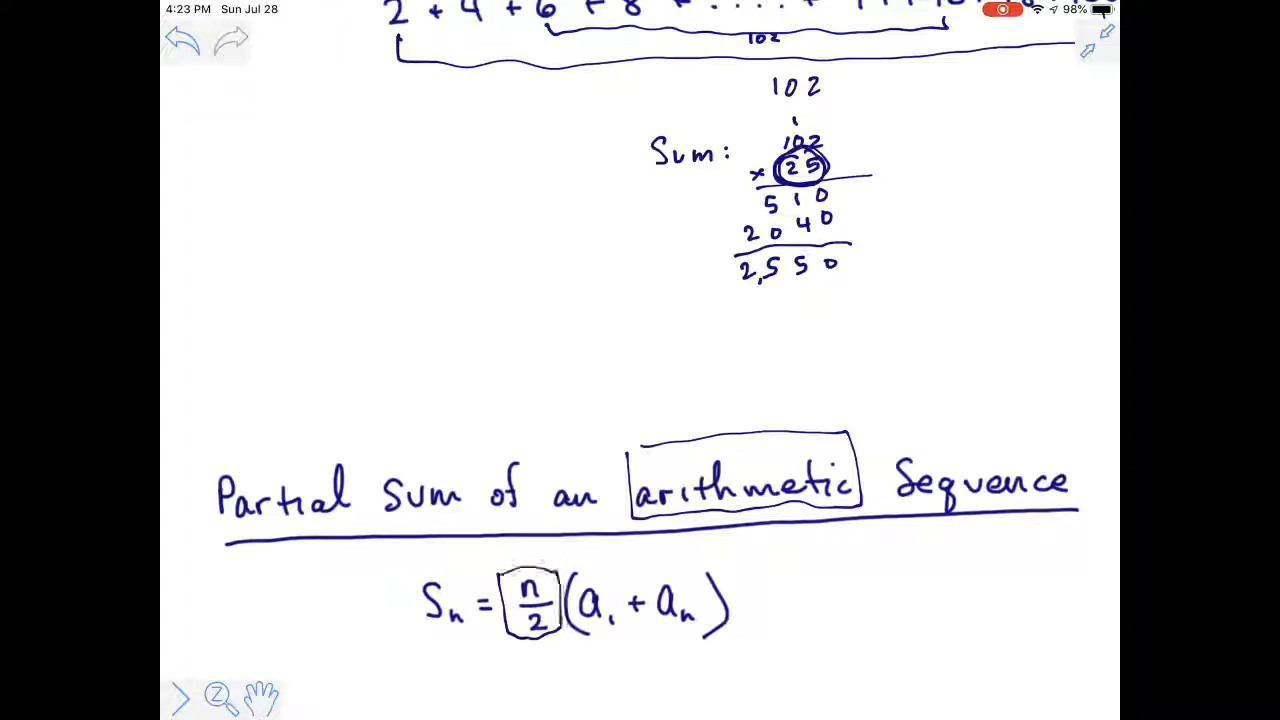 4:23 PM Sun Jul 28
98%
2 + 4 + 6 + 8 + . . . . +
102
102
1
102
Sum: × 25
510
2040
2,550
Partial Sum of an arithmetic Sequence
Sₙ = n/2 (a₁ + aₙ)
Z